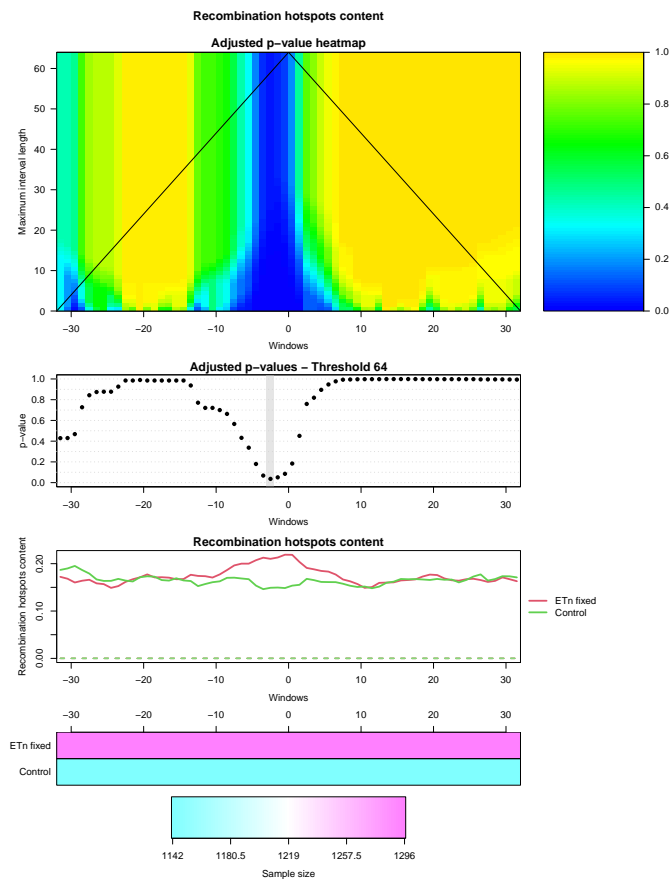 Recombination hotspots content
Adjusted p−value heatmap
Maximum interval length
0 10 20 30 40 50 60
−30 −20 −10 0 10 20 30
Windows
0.0 0.2 0.4 0.6 0.8 1.0
Adjusted p−values − Threshold 64
p−value
0.0 0.2 0.4 0.6 0.8 1.0
−30 −20 −10 0 10 20 30
Windows
Recombination hotspots content
Recombination hotspots content
0.00 0.10 0.20
−30 −20 −10 0 10 20 30
Windows
ETn fixed
Control
−30 −20 −10 0 10 20 30
ETn fixed
Control
1142 1180.5 1219 1257.5 1296
Sample size